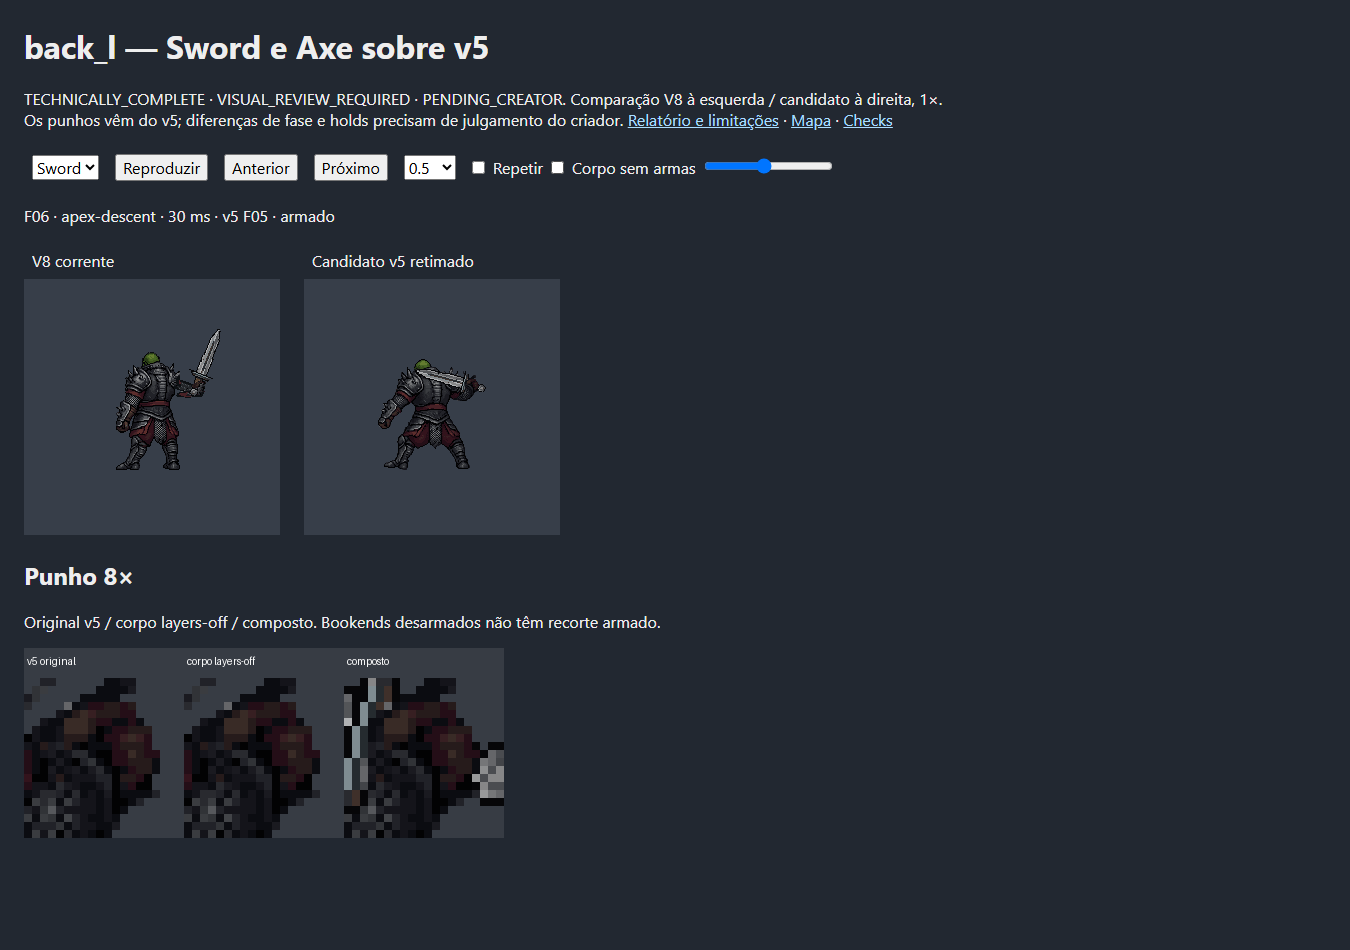 back_l — Sword e Axe sobre v5
TECHNICALLY_COMPLETE · VISUAL_REVIEW_REQUIRED · PENDING_CREATOR. Comparação V8 à esquerda / candidato à direita, 1×.
Os punhos vêm do v5; diferenças de fase e holds precisam de julgamento do criador. Relatório e limitações · Mapa · Checks
Sword Reproduzir Anterior Próximo 0.5 Repetir Corpo sem armas
F06 · apex-descent · 30 ms · v5 F05 · armado
V8 corrente Candidato v5 retimado
Punho 8×
Original v5 / corpo layers-off / composto. Bookends desarmados não têm recorte armado.
v5 original corpo layers-off composto